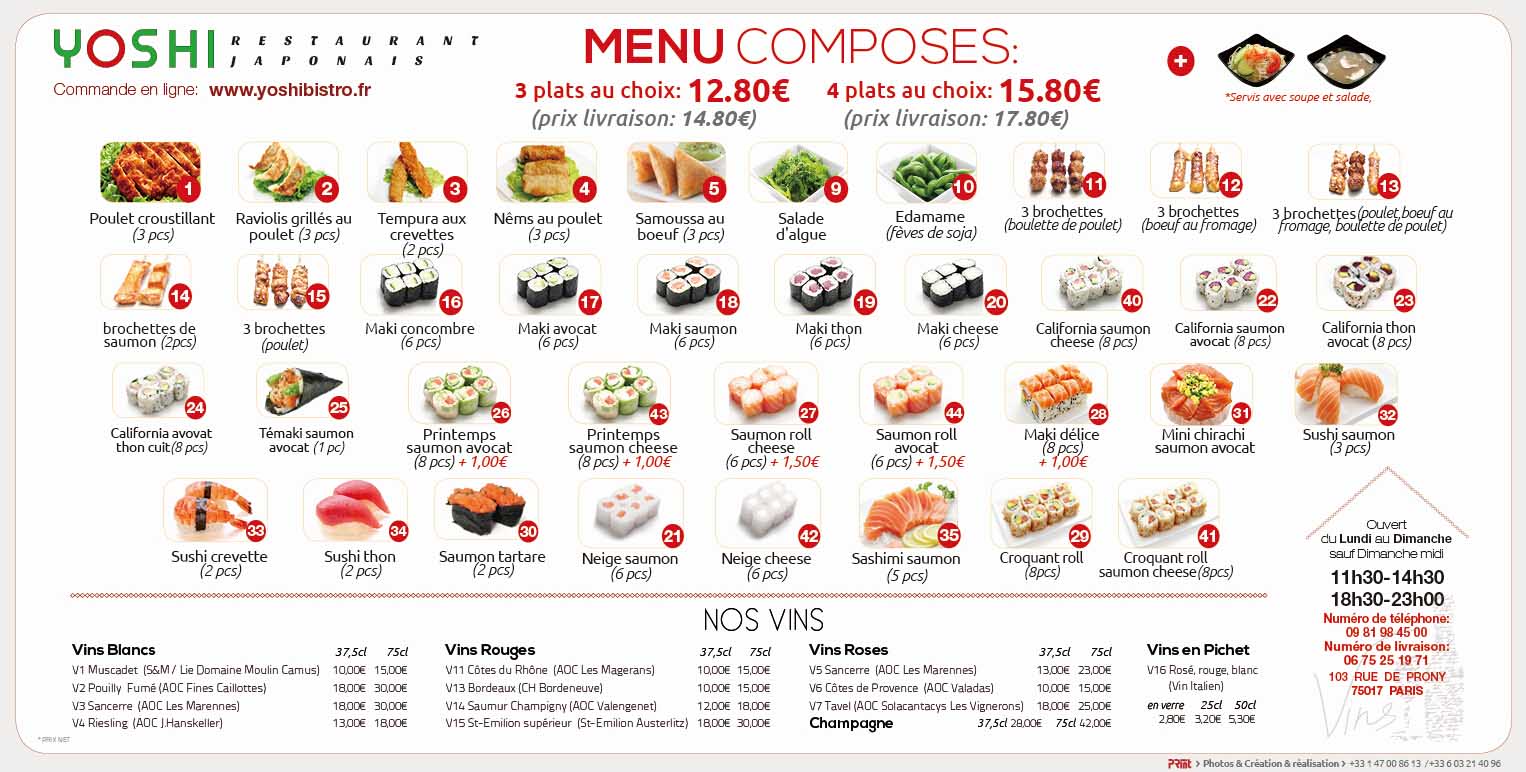 YOSHI RESTAURANT
JAPONAIS
Commande en ligne: www.yoshibistro.fr
MENU COMPOSES:
3 plats au choix: 12.80€ 4 plats au choix: 15.80€
(prix livraison: 14.80€) (prix livraison: 17.80€)
+
*Servis avec soupe et salade,
1
Poulet croustillant
(3 pcs)
2
Raviolis grillés au
poulet (3 pcs)
3
Tempura aux
crevettes
(2 pcs)
4
Nêms au poulet
(3 pcs)
5
Samoussa au
boeuf (3 pcs)
9
Salade
d'algue
10
Edamame
(fèves de soja)
11
3 brochettes
(boulette de poulet)
12
3 brochettes
(boeuf au fromage)
13
3 brochettes (poulet, boeuf au
fromage, boulette de poulet)
14
brochettes de
saumon (2pcs)
15
3 brochettes
(poulet)
16
Maki concombre
(6 pcs)
17
Maki avocat
(6 pcs)
18
Maki saumon
(6 pcs)
19
Maki thon
(6 pcs)
20
Maki cheese
(6 pcs)
40
California saumon
cheese (8 pcs)
22
California saumon
avocat (8 pcs)
23
California thon
avocat (8 pcs)
24
California avovat
thon cuit(8 pcs)
25
Témaki saumon
avocat (1 pc)
26
Printemps
saumon avocat
(8 pcs) + 1,00€
43
Printemps
saumon cheese
(8 pcs) + 1,00€
27
Saumon roll
cheese
(6 pcs) + 1,50€
44
Saumon roll
avocat
(6 pcs) + 1,50€
28
Maki délice
(8 pcs)
+ 1,00€
31
Mini chirachi
saumon avocat
32
Sushi saumon
(3 pcs)
33
Sushi crevette
(2 pcs)
34
Sushi thon
(2 pcs)
30
Saumon tartare
(2 pcs)
21
Neige saumon
(6 pcs)
42
Neige cheese
(6 pcs)
35
Sashimi saumon
(5 pcs)
29
Croquant roll
(8pcs)
41
Croquant roll
saumon cheese(8pcs)
Ouvert
du Lundi au Dimanche
sauf Dimanche midi
11h30-14h30
18h30-23h00
Numéro de téléphone:
09 81 98 45 00
Numéro de livraison:
06 75 25 19 71
103 RUE DE PRONY
75017 PARIS
Vins
NOS VINS
Vins Blancs 37,5cl 75cl
V1 Muscadet (S&M / Lie Domaine Moulin Camus) 10,00€ 15,00€
V2 Pouilly Fumé (AOC Fines Caillottes) 18,00€ 30,00€
V3 Sancerre (AOC Les Marennes) 18,00€ 30,00€
V4 Riesling (AOC J.Hanskeller) 13,00€ 18,00€
Vins Rouges 37,5cl 75cl
V11 Côtes du Rhône (AOC Les Magerans) 10,00€ 15,00€
V13 Bordeaux (CH Bordeneuve) 10,00€ 15,00€
V14 Saumur Champigny (AOC Valengenet) 12,00€ 18,00€
V15 St-Emilion supérieur (St-Emilion Austerlitz) 18,00€ 30,00€
Vins Roses 37,5cl 75cl
V5 Sancerre (AOC Les Marennes) 13,00€ 23,00€
V6 Côtes de Provence (AOC Valadas) 10,00€ 15,00€
V7 Tavel (AOC Solacantacys Les Vignerons) 18,00€ 25,00€
Champagne 37,5cl 28,00€ 75cl 42,00€
Vins en Pichet
V16 Rosé, rouge, blanc
(Vin Italien)
en verre 25cl 50cl
2,80€ 3,20€ 5,30€
* PRIX NET
PRINT > Photos & Création & réalisation > +33 1 47 00 86 13 / +33 6 03 21 40 96